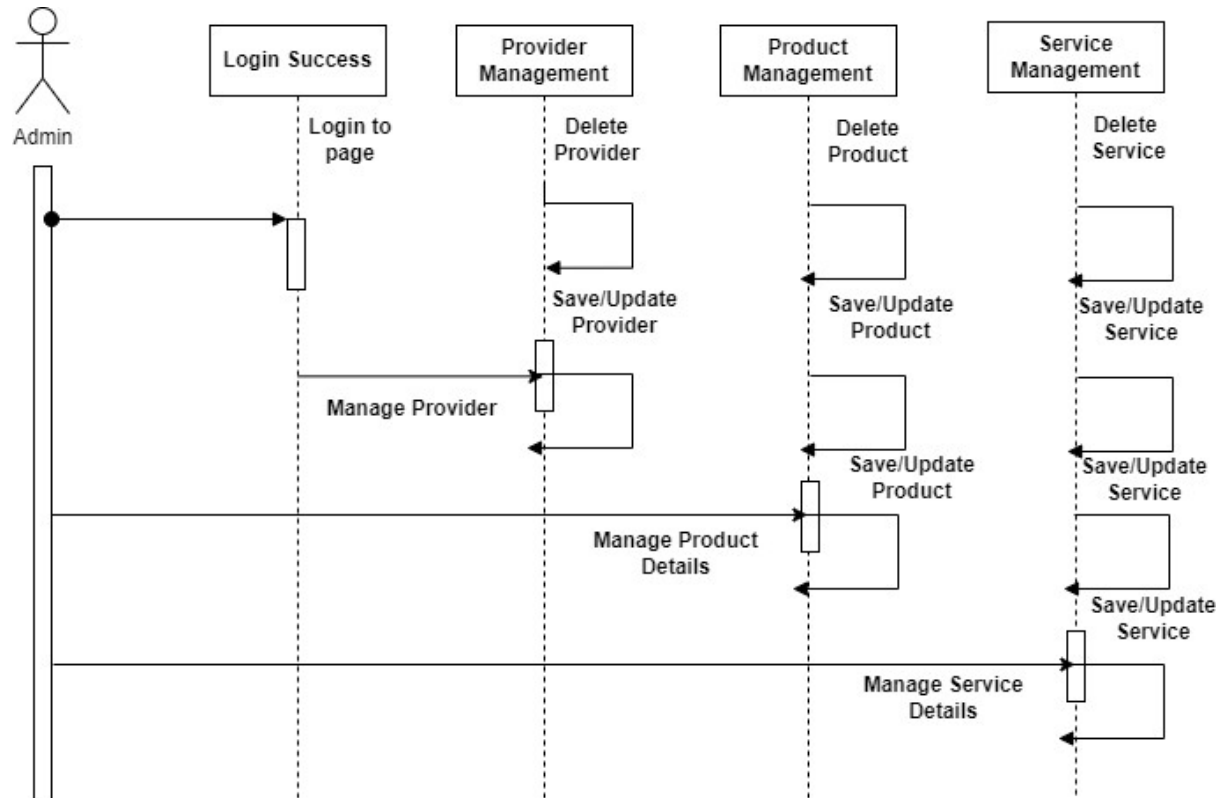 Login Success
Provider
Management
Product
Management
Service
Management
Admin
Login to
page
Delete
Provider
Delete
Product
Delete
Service
Save/Update
Provider
Save/Update
Product
Save/Update
Service
Manage Provider
Save/Update
Product
Save/Update
Service
Manage Product
Details
Save/Update
Service
Manage Service
Details